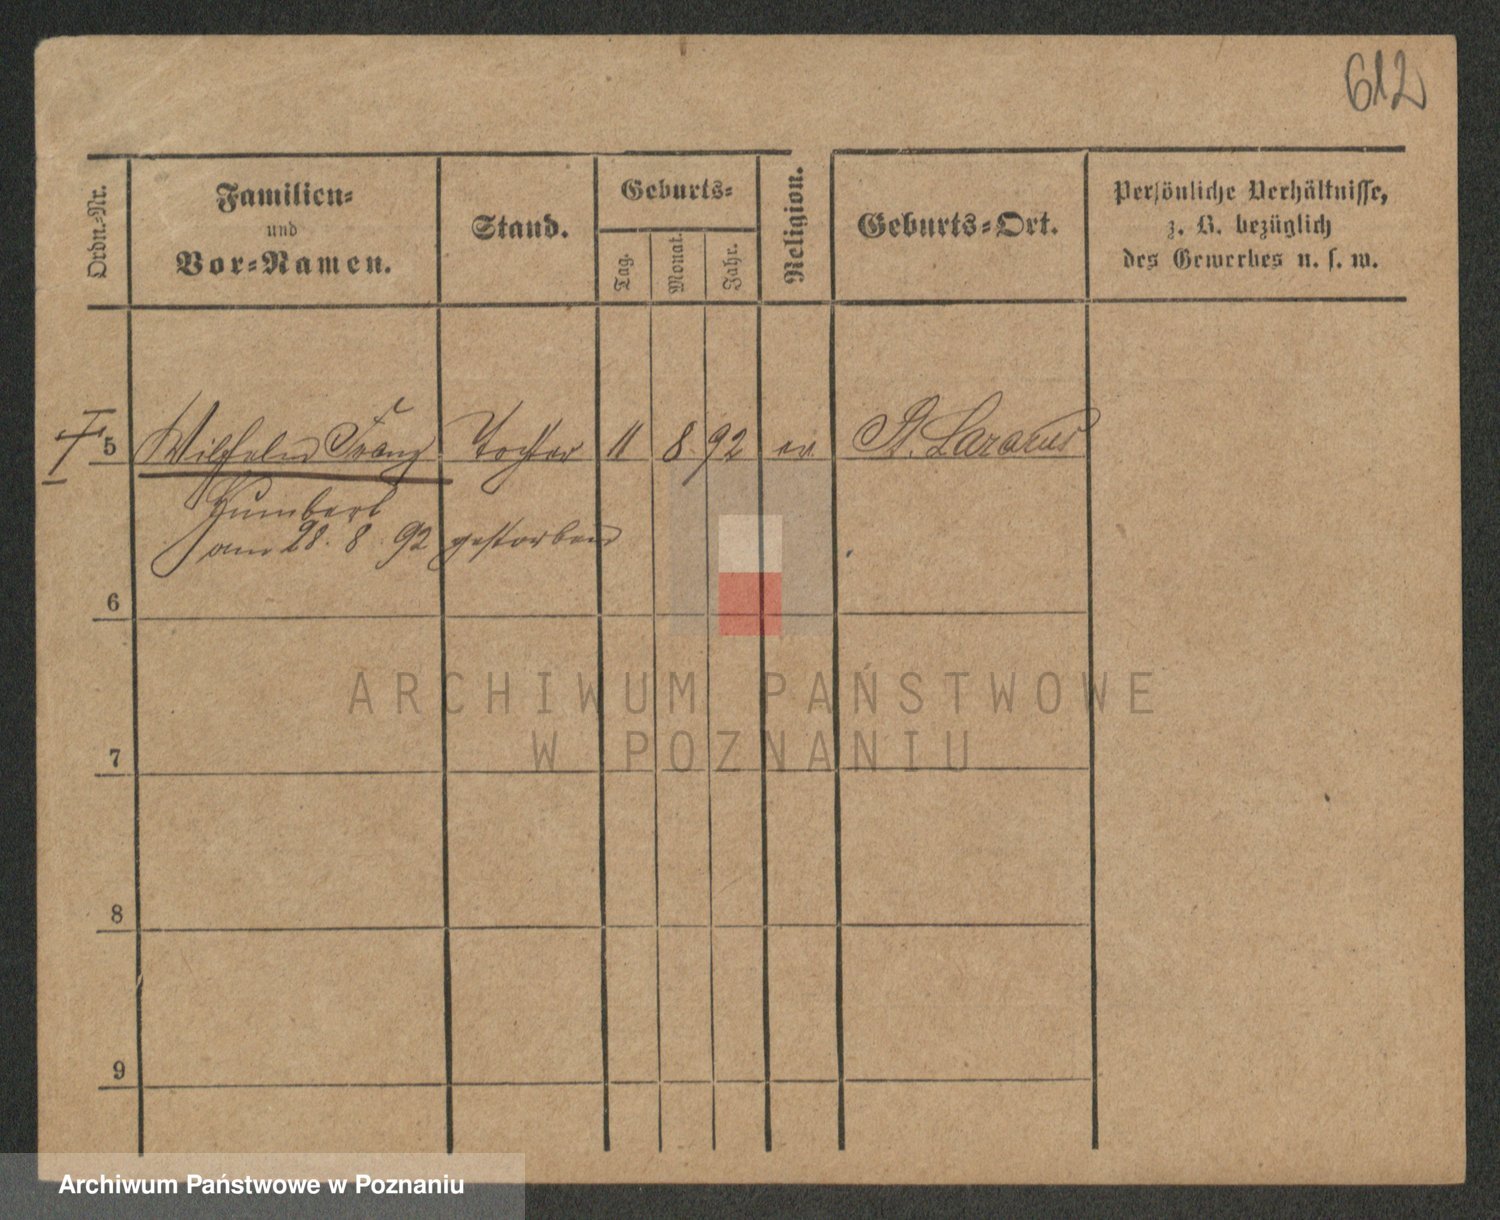 612
Ordn.-Nr.
Familien-
und
Vor-Namen.
Stand.
Geburts-
Tag.
Monat.
Jahr.
Religion.
Geburts-Ort.
Persönliche Verhältnisse,
z. B. bezüglich
des Gewerbes u. s. w.
5 Wilhelm Franz Tochter 11 8. 92 ev St. Lazarus
Humbert
am 28. 8. 92 gestorben
6
ARCHIWUM PAŃSTWOWE
W POZNANIU
7
8
9
Archiwum Państwowe w Poznaniu